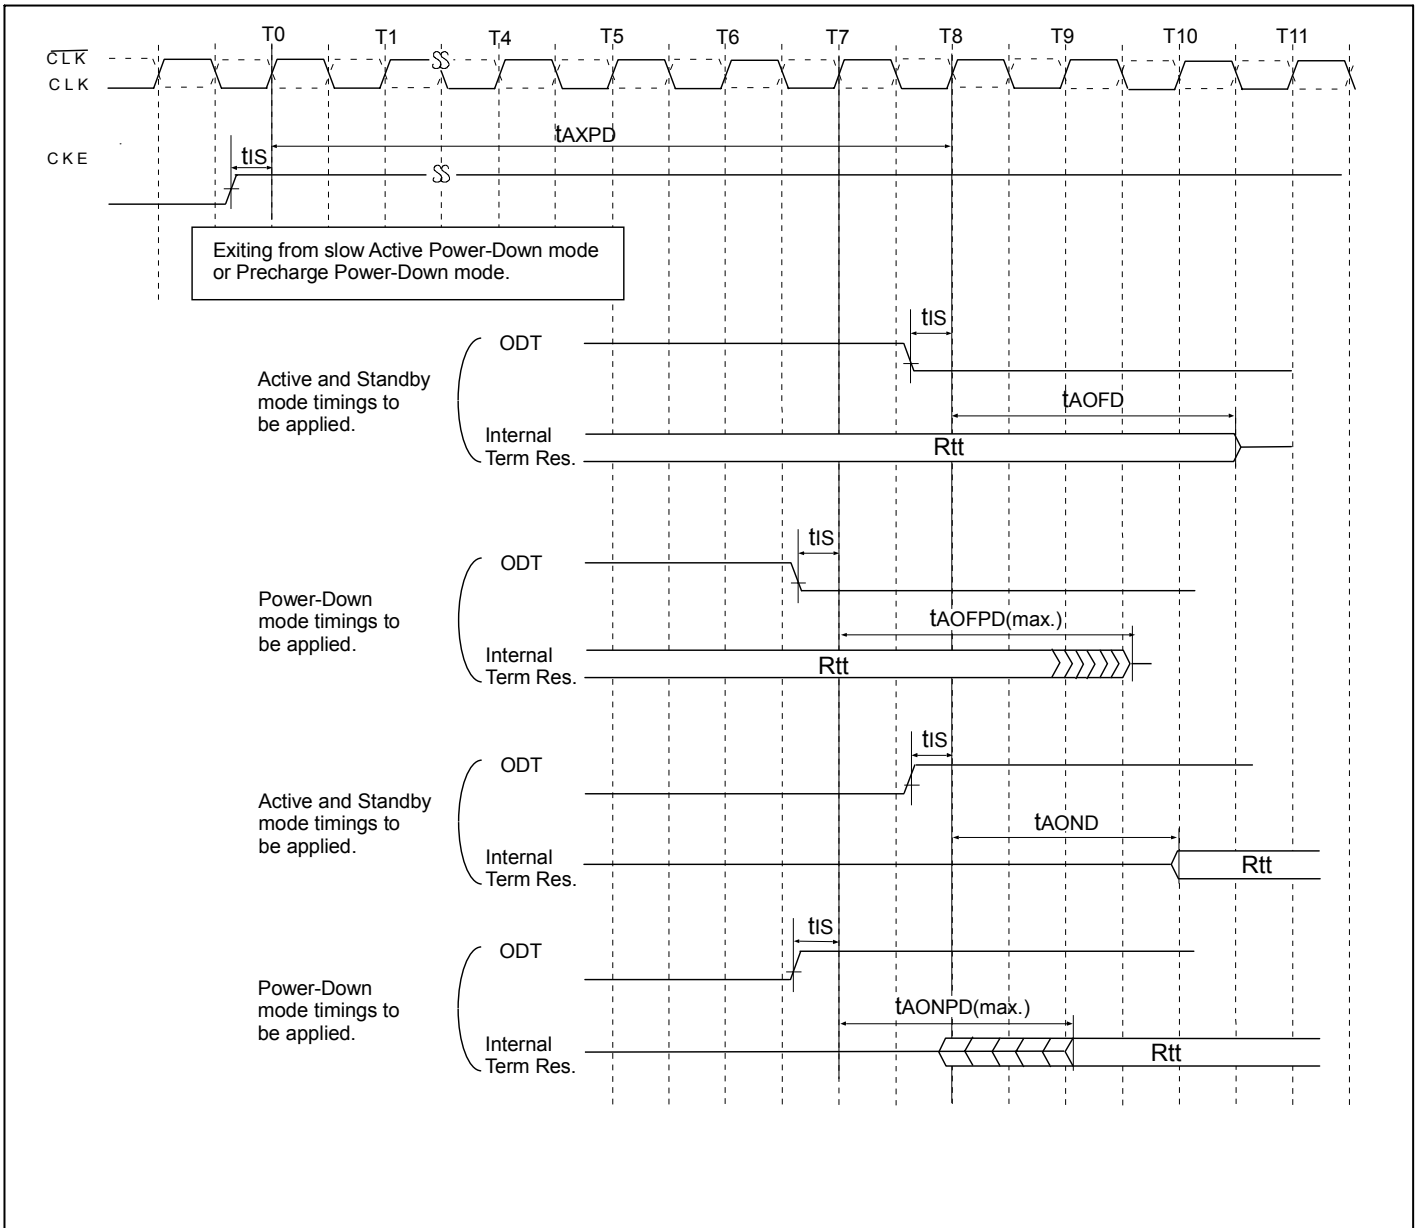 T0 T1 T4 T5 T6 T7 T8 T9 T10 T11
CLK
CLK
tAXPD
CKE
tIS
Exiting from slow Active Power-Down mode
or Precharge Power-Down mode.
tIS
ODT
Active and Standby
mode timings to
be applied.
tAOFD
Internal
Term Res.
Rtt
tIS
ODT
Power-Down
mode timings to
be applied.
tAOFPD(max.)
Internal
Term Res.
Rtt
tIS
ODT
Active and Standby
mode timings to
be applied.
tAOND
Internal
Term Res.
Rtt
tIS
ODT
Power-Down
mode timings to
be applied.
tAONPD(max.)
Internal
Term Res.
Rtt